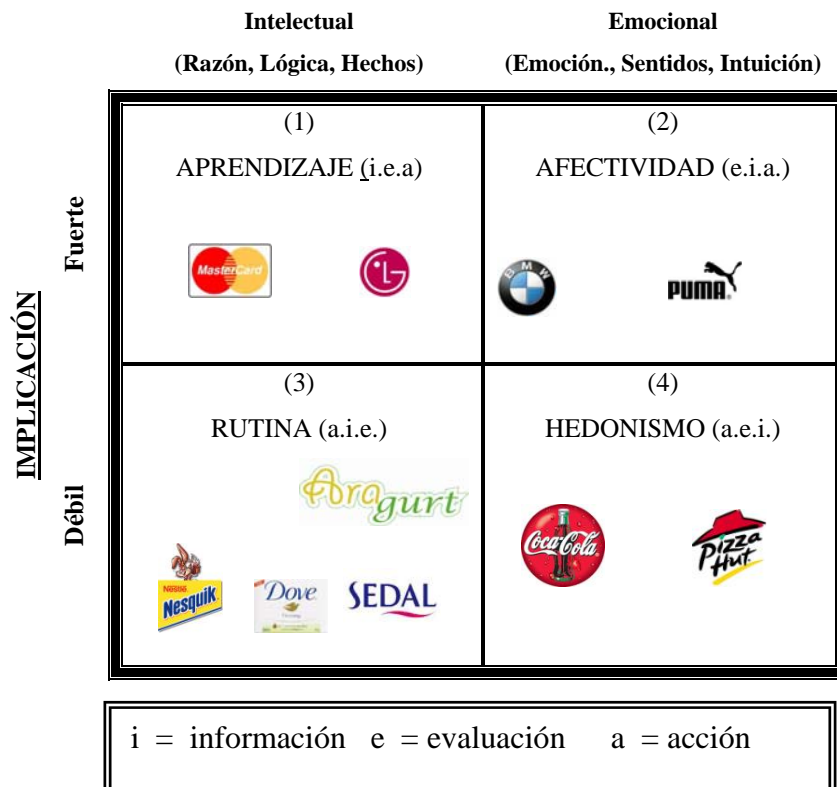 Intelectual
(Razón, Lógica, Hechos)
Emocional
(Emoción., Sentidos, Intuición)
IMPLICACIÓN
Fuerte
Débil
(1)
APRENDIZAJE (i.e.a)
MasterCard
LG
(2)
AFECTIVIDAD (e.i.a.)
BMW
PUMA®
(3)
RUTINA (a.i.e.)
Aragurt
Nestlé
Nesquik
Dove
SEDAL
(4)
HEDONISMO (a.e.i.)
Coca-Cola
Pizza
Hut
i = información e = evaluación a = acción